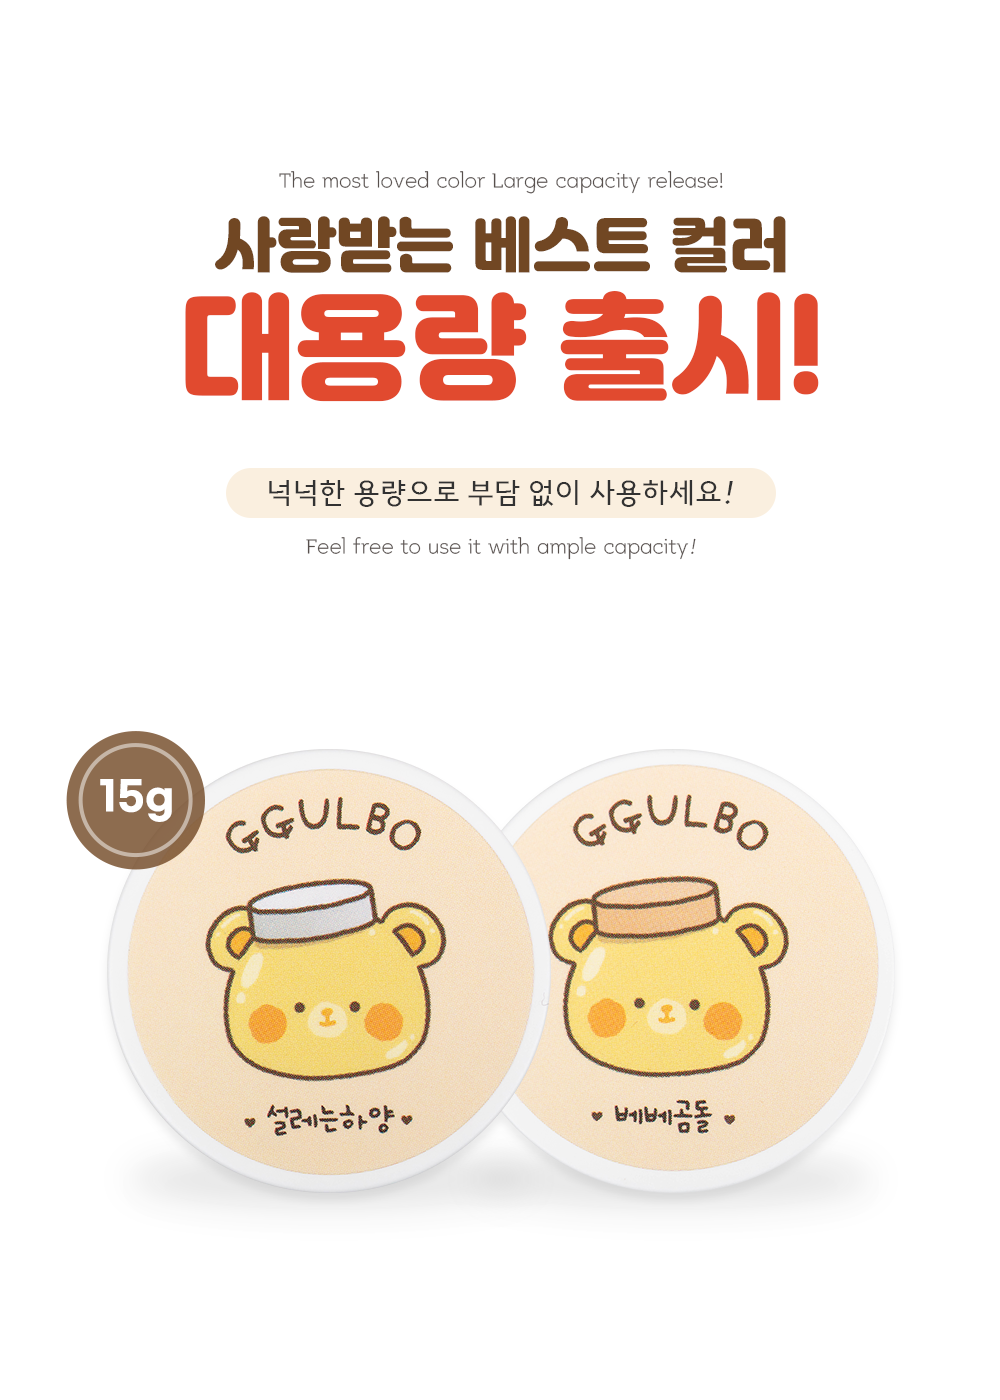 The most loved color Large capacity release!
사랑받는 베스트 컬러
대용량 출시!
넉넉한 용량으로 부담 없이 사용하세요!
Feel free to use it with ample capacity!
15g
GGULBO
설레는하양
GGULBO
베베곰돌